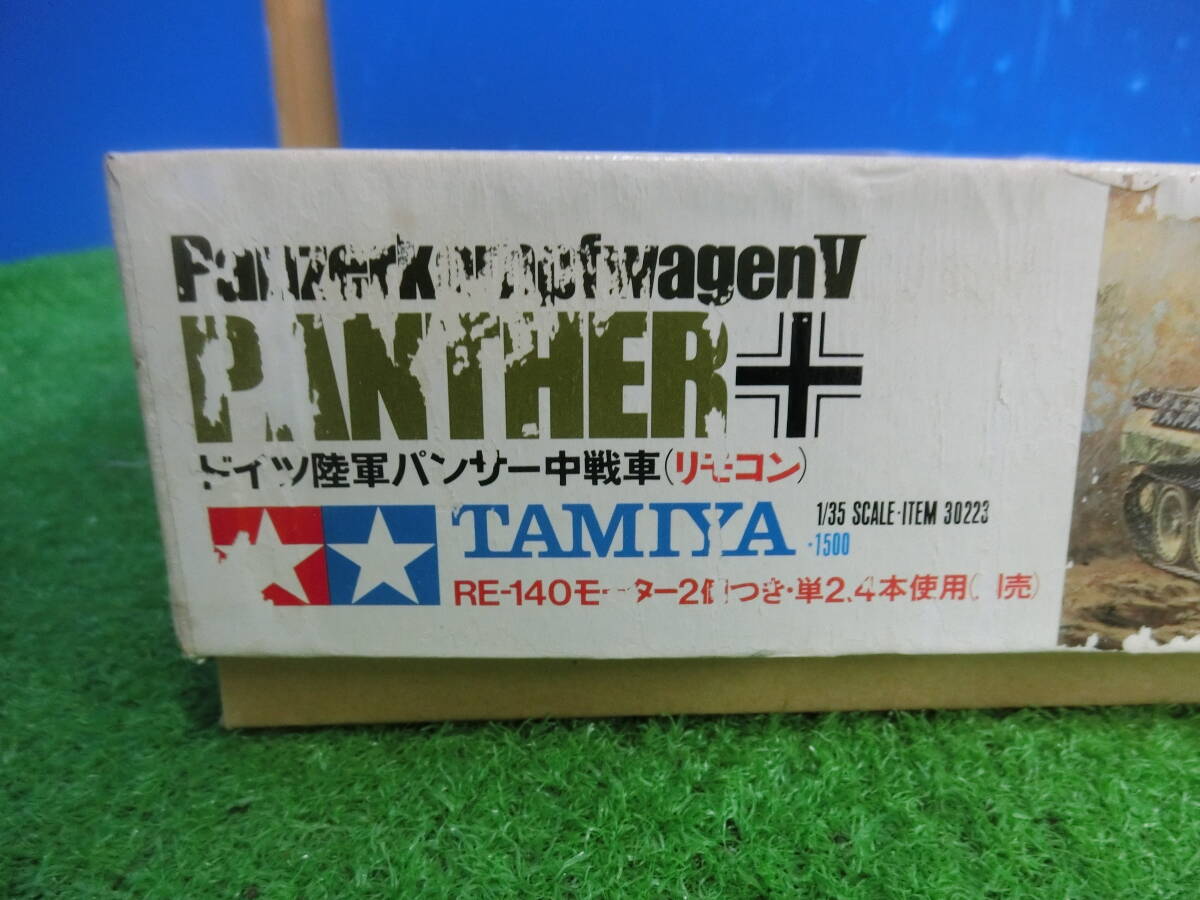 Panzerkampfwagen V
PANTHER
ドイツ陸軍パンサー中戦車(リモコン)
TAMIYA 1/35 SCALE・ITEM 30223
・1500
RE-140モーター2個つき・単2,4本使用(別売)